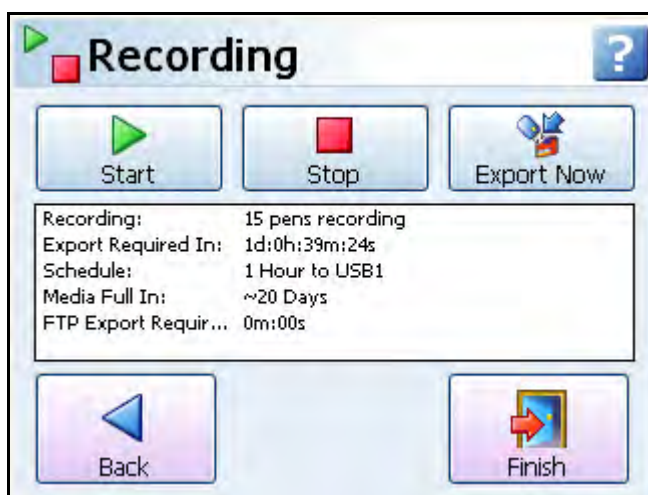 Recording
?
Start Stop Export Now
Recording: 15 pens recording
Export Required In: 1d:0h:39m:24s
Schedule: 1 Hour to USB1
Media Full In: ~20 Days
FTP Export Requir... 0m:00s
Back Finish